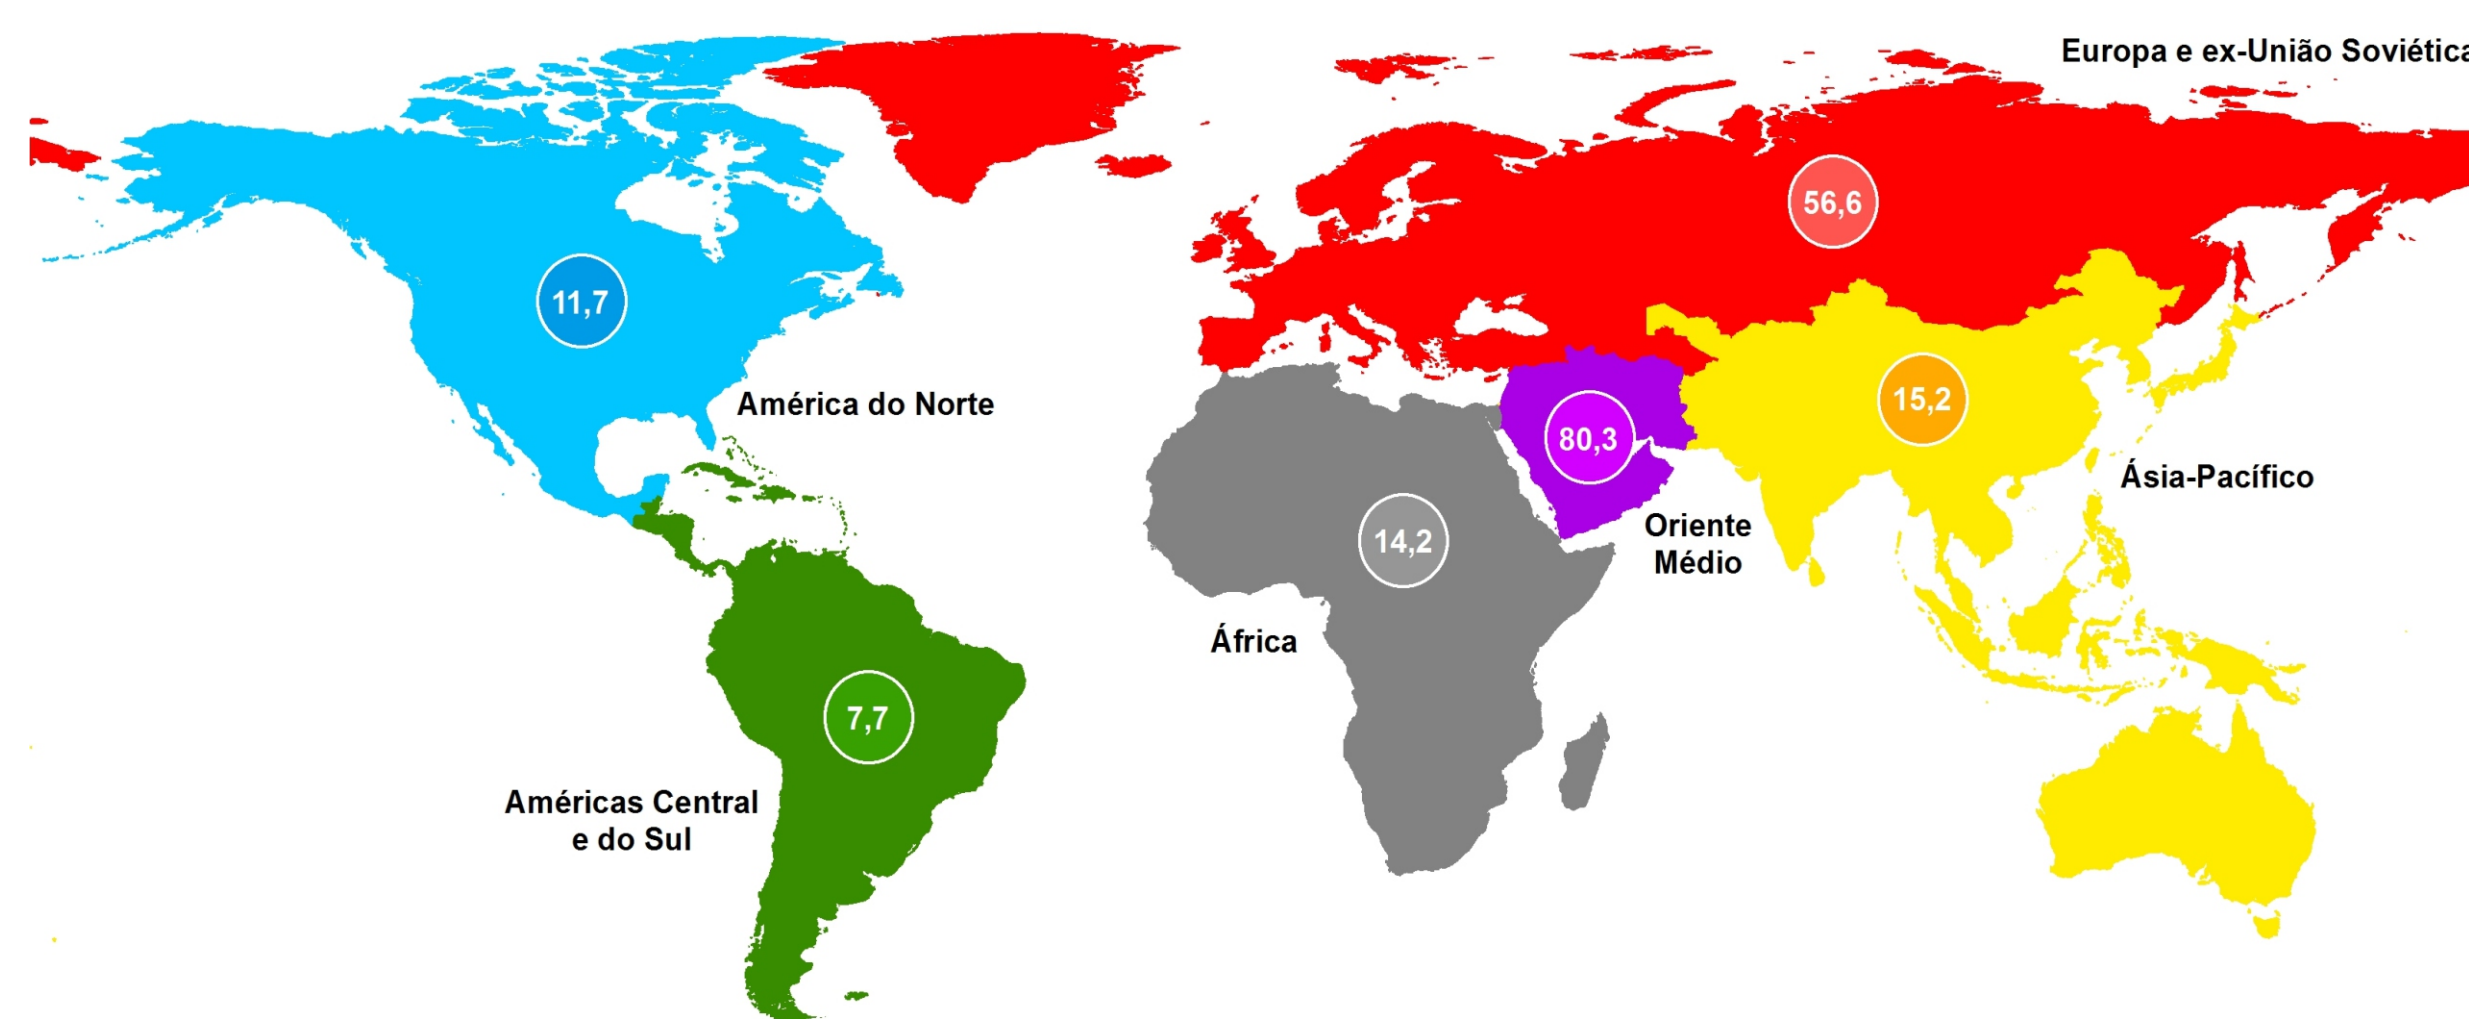 Europa e ex-União Soviética
56,6
11,7
América do Norte
15,2
80,3
Ásia-Pacífico
Oriente
Médio
14,2
África
7,7
Américas Central
e do Sul